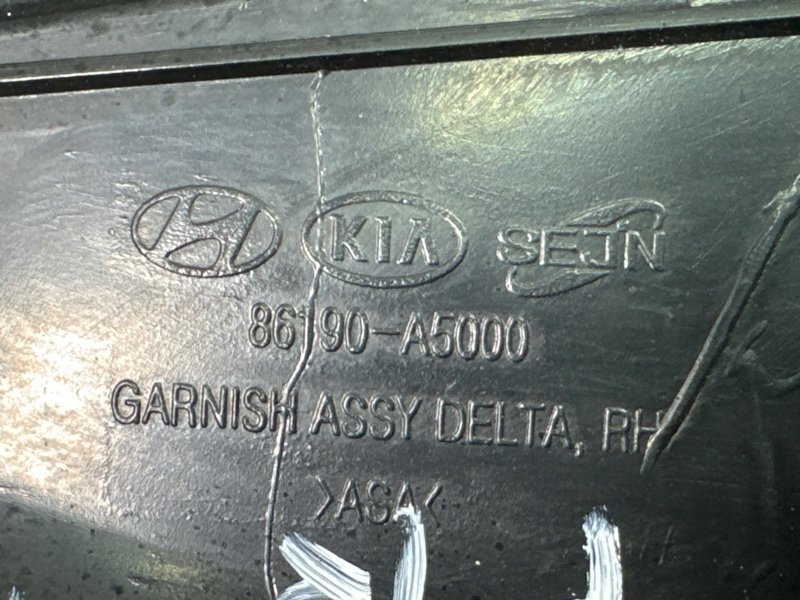 KIA SEJN
86190-A5000
GARNISH ASSY DELTA, RH
>ASA<